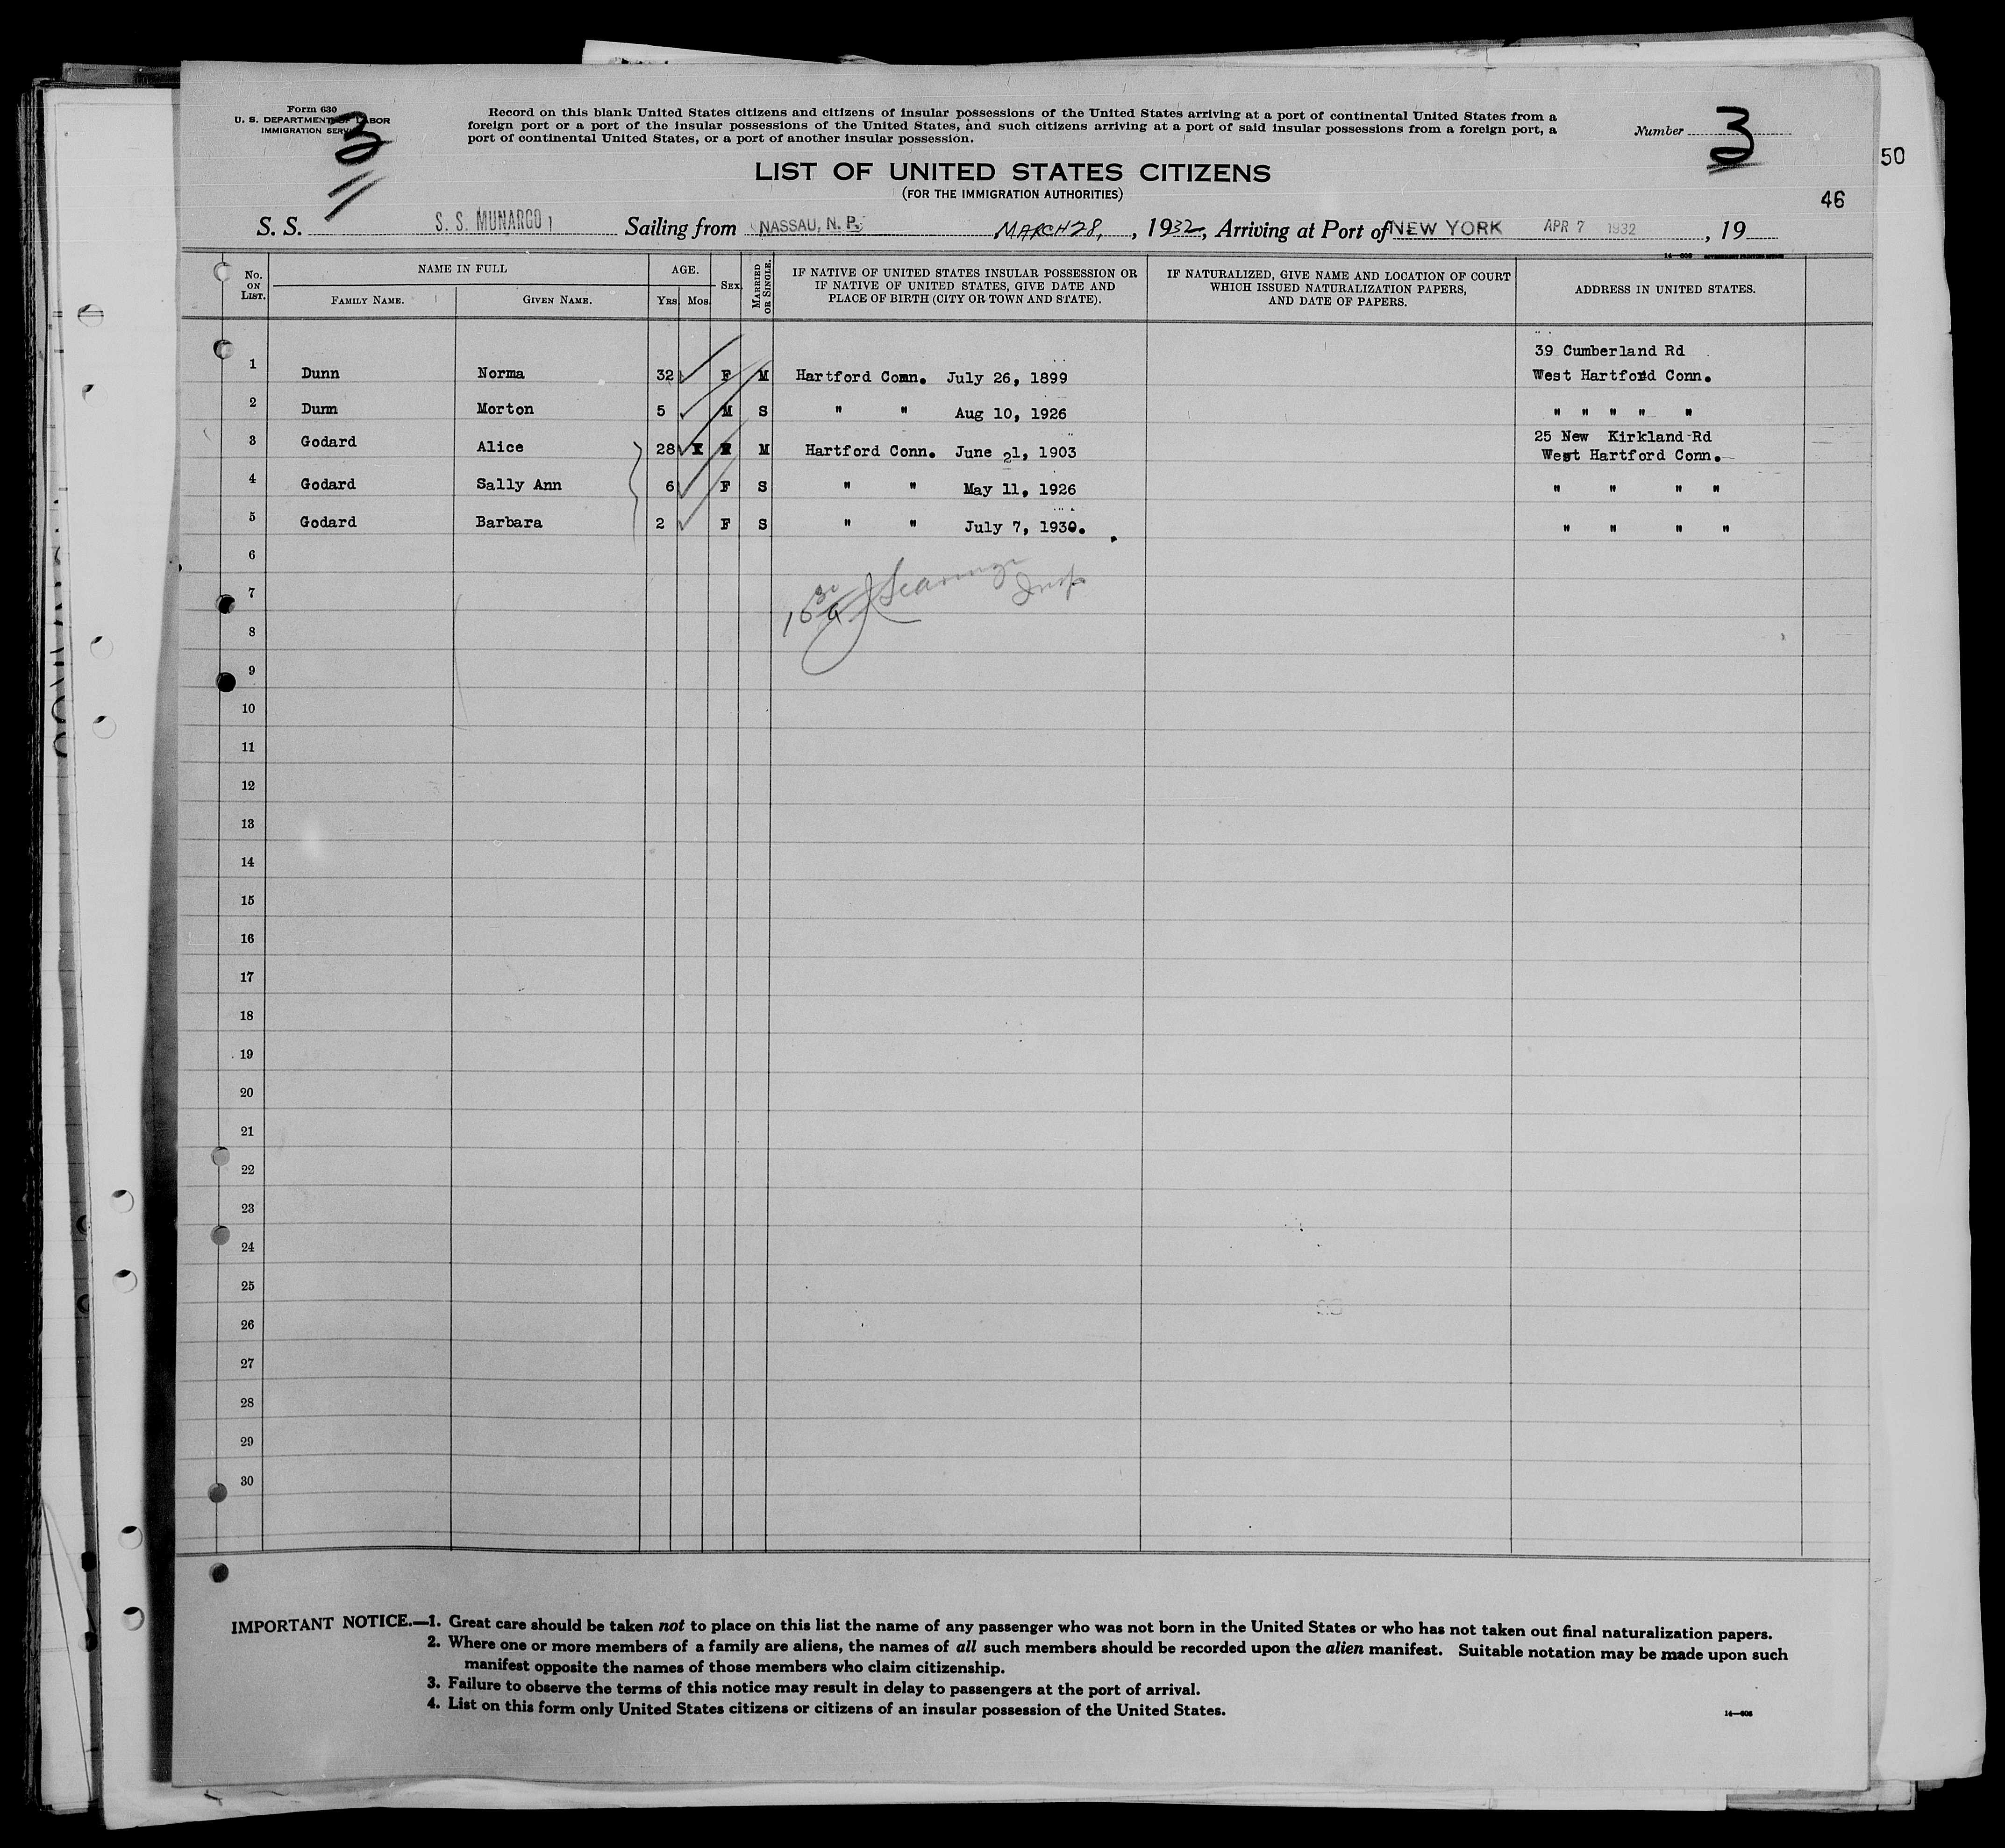 Form 630
U. S. DEPARTMENT OF LABOR
IMMIGRATION SERVICE
3
Record on this blank United States citizens and citizens of insular possessions of the United States arriving at a port of continental United States from a
foreign port or a port of the insular possessions of the United States, and such citizens arriving at a port of said insular possessions from a foreign port, a
port of continental United States, or a port of another insular possession.
Number 3
50
LIST OF UNITED STATES CITIZENS
(FOR THE IMMIGRATION AUTHORITIES)
46
S. S. S. S. MUNARGO Sailing from NASSAU, N. P. MARCH 28, , 1932, Arriving at Port of NEW YORK APR 7 1932 , 19
No. ON LIST. NAME IN FULL AGE. SEX. MARRIED OR SINGLE. IF NATIVE OF UNITED STATES INSULAR POSSESSION OR IF NATIVE OF UNITED STATES, GIVE DATE AND PLACE OF BIRTH (CITY OR TOWN AND STATE). IF NATURALIZED, GIVE NAME AND LOCATION OF COURT WHICH ISSUED NATURALIZATION PAPERS, AND DATE OF PAPERS. ADDRESS IN UNITED STATES.
FAMILY NAME. GIVEN NAME. YRS. MOS.
39 Cumberland Rd
1 Dunn Norma 32 F M Hartford Conn. July 26, 1899 West Hartford Conn.
2 Dunn Morton 5 M S " " Aug 10, 1926 " " " " "
25 New Kirkland Rd
3 Godard Alice 28 X F M Hartford Conn. June 21, 1903 West Hartford Conn.
4 Godard Sally Ann 6 F S " " May 11, 1926 " " " "
5 Godard Barbara 2 F S " " July 7, 1930. " " " "
6
7
8
9
10
11
12
13
14
15
16
17
18
19
20
21
22
23
24
25
26
27
28
29
30
IMPORTANT NOTICE.—1. Great care should be taken not to place on this list the name of any passenger who was not born in the United States or who has not taken out final naturalization papers.
2. Where one or more members of a family are aliens, the names of all such members should be recorded upon the alien manifest. Suitable notation may be made upon such
manifest opposite the names of those members who claim citizenship.
3. Failure to observe the terms of this notice may result in delay to passengers at the port of arrival.
4. List on this form only United States citizens or citizens of an insular possession of the United States.